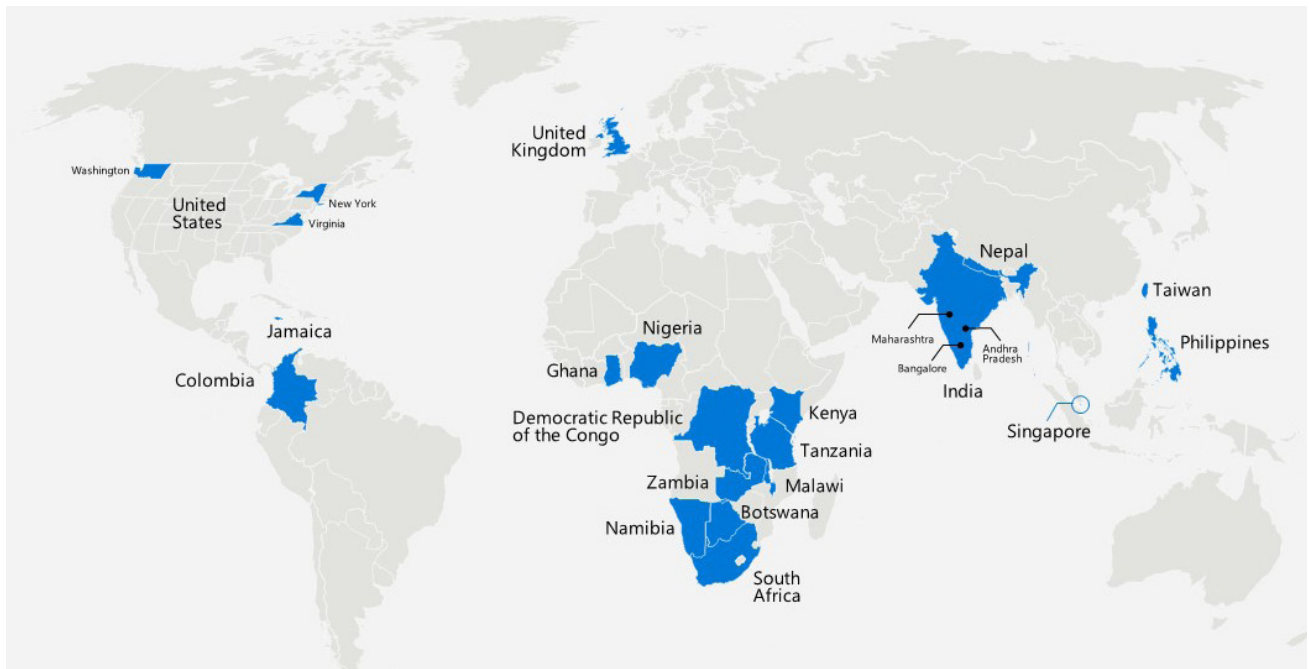 United
Kingdom
Washington
United
States
New York
Virginia
Nepal
Taiwan
Jamaica
Nigeria
Maharashtra
Andhra
Pradesh
Philippines
Ghana
Bangalore
Colombia
India
Democratic Republic
of the Congo
Kenya
Singapore
Tanzania
Zambia
Malawi
Botswana
Namibia
South
Africa